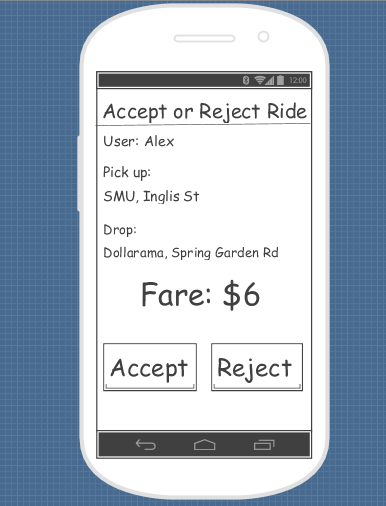 12:00
Accept or Reject Ride
User: Alex
Pick up:
SMU, Inglis St
Drop:
Dollarama, Spring Garden Rd
Fare: $6
Accept Reject